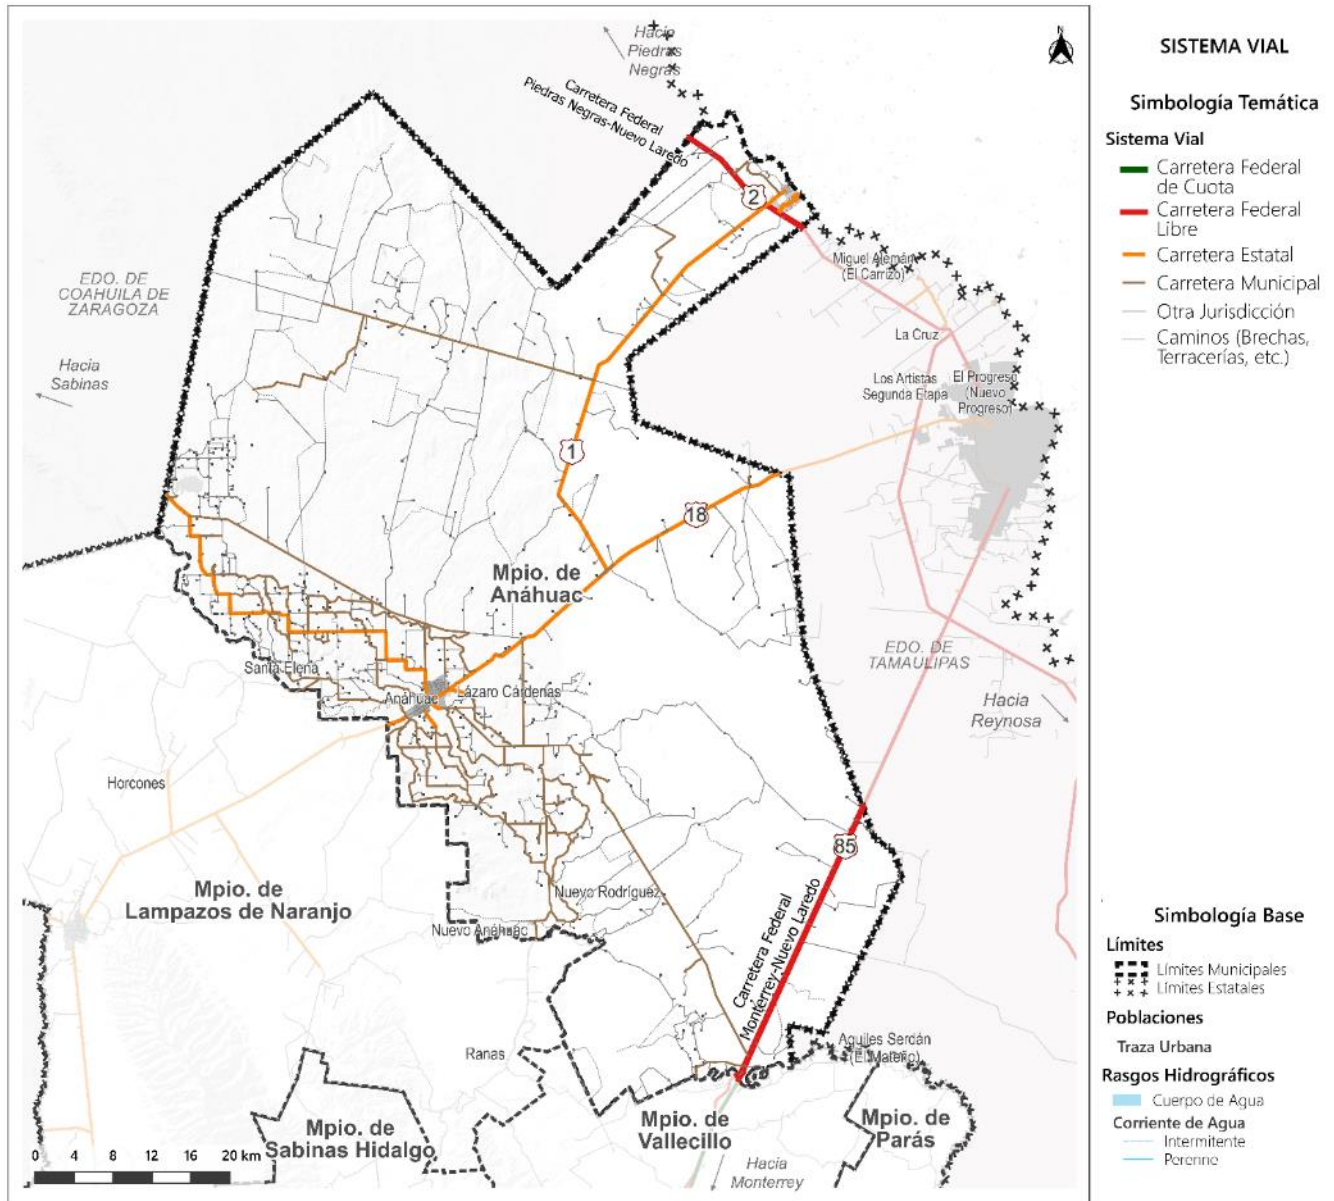 Hacia
Piedras
Negras
N
Carretera Federal
Piedras Negras-Nuevo Laredo
2
EDO. DE
COAHUILA DE
ZARAGOZA
Hacia
Sabinas
Miguel Alemán
(El Carrizo)
La Cruz
Los Artistas
Segunda Etapa
El Progreso
(Nuevo
Progreso)
1
18
Mpio. de
Anáhuac
EDO. DE
TAMAULIPAS
Hacia
Reynosa
Santa Elena
Anáhuac
Lázaro Cárdenas
Horcones
85
Carretera Federal
Monterrey-Nuevo Laredo
Mpio. de
Lampazos de Naranjo
Nuevo Rodríguez
Nuevo Anáhuac
Ranas
Aquiles Serdán
(El Mateño)
Mpio. de
Sabinas Hidalgo
Mpio. de
Vallecillo
Mpio. de
Parás
Hacia
Monterrey
0 4 8 12 16 20 km
SISTEMA VIAL
Simbología Temática
Sistema Vial
Carretera Federal
de Cuota
Carretera Federal
Libre
Carretera Estatal
Carretera Municipal
Otra Jurisdicción
Caminos (Brechas,
Terracerías, etc.)
Simbología Base
Límites
Límites Municipales
Límites Estatales
Poblaciones
Traza Urbana
Rasgos Hidrográficos
Cuerpo de Agua
Corriente de Agua
Intermitente
Perenne